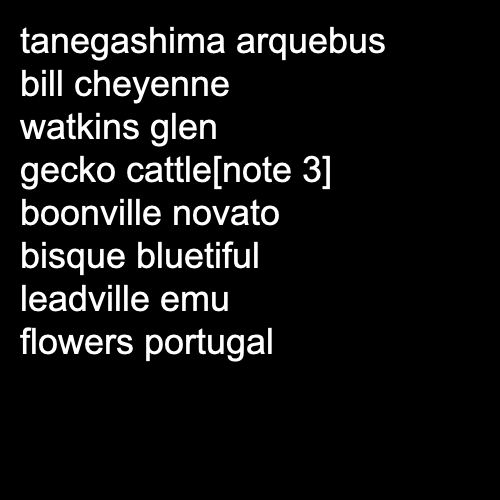 tanegashima arquebus
bill cheyenne
watkins glen
gecko cattle[note 3]
boonville novato
bisque bluetiful
leadville emu
flowers portugal